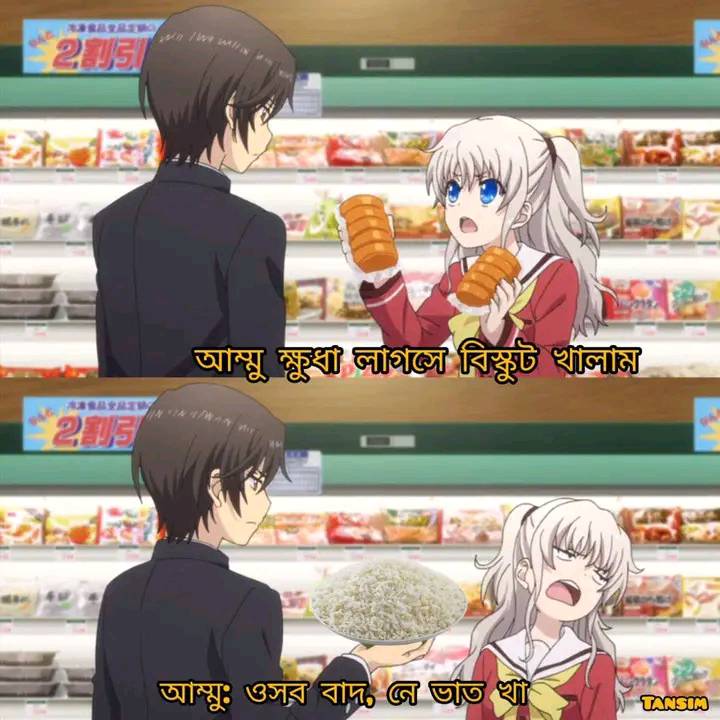 2割引
আম্মু ক্ষুধা লাগসে বিস্কুট খালাম
2割引
আম্মু: ওসব বাদ, নে ভাত খা
TANSIM